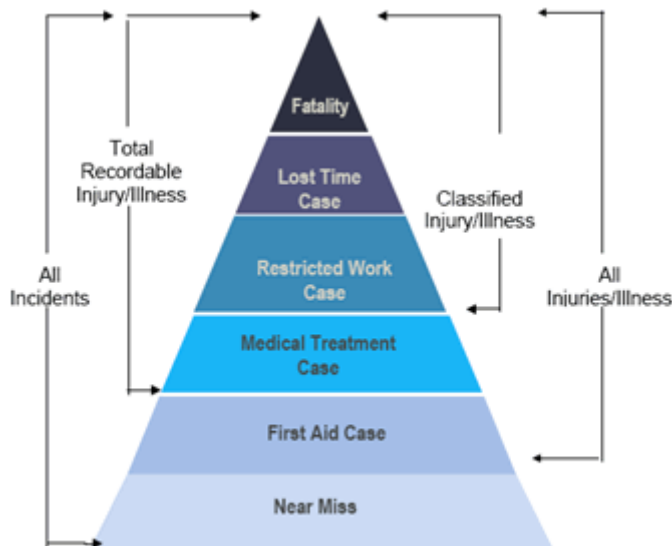 Fatality
Total
Recordable
Injury/Illness
Lost Time
Case
Classified
Injury/Illness
All
Incidents
Restricted Work
Case
All
Injuries/Illness
Medical Treatment
Case
First Aid Case
Near Miss